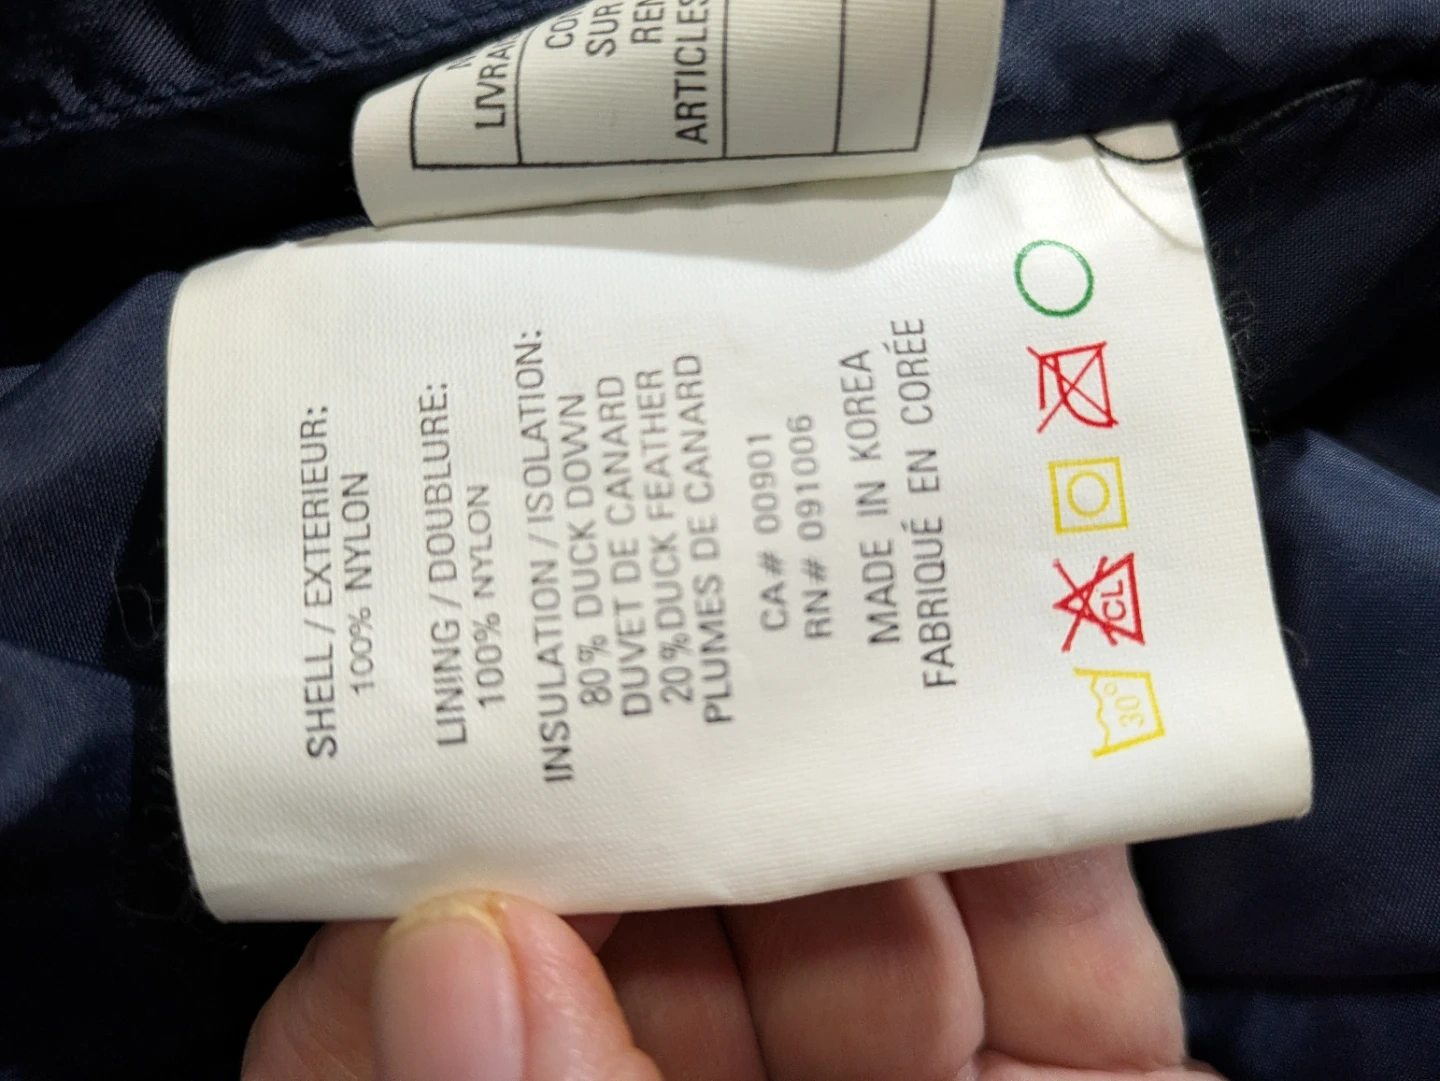 LIVRAI
CO
SUR
REN
ARTICLES
SHELL / EXTERIEUR:
100% NYLON
LINING / DOUBLURE:
100% NYLON
INSULATION / ISOLATION:
80% DUCK DOWN
DUVET DE CANARD
20%DUCK FEATHER
PLUMES DE CANARD
CA# 00901
RN# 091006
MADE IN KOREA
FABRIQUÉ EN CORÉE
30°
CL